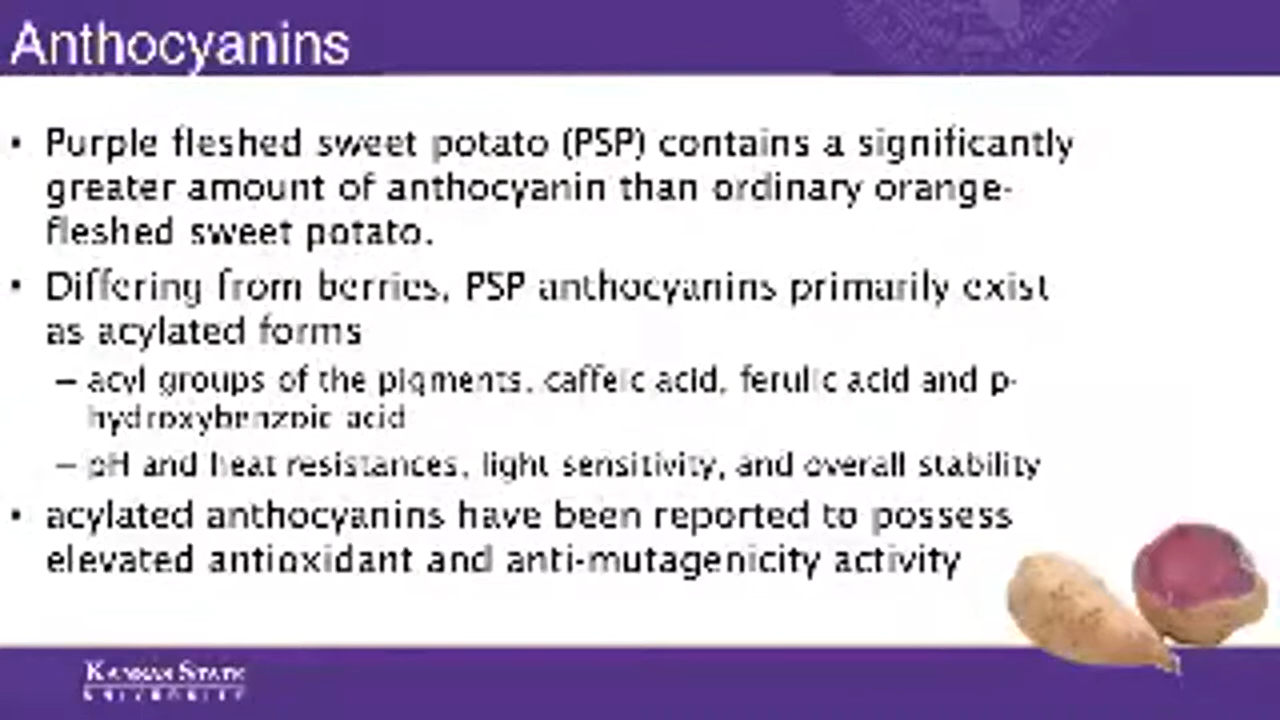 Anthocyanins
• Purple fleshed sweet potato (PSP) contains a significantly
greater amount of anthocyanin than ordinary orange-
fleshed sweet potato.
• Differing from berries, PSP anthocyanins primarily exist
as acylated forms
– acyl groups of the pigments, caffeic acid, ferulic acid and p-
hydroxybenzoic acid
– pH and heat resistances, light sensitivity, and overall stability
• acylated anthocyanins have been reported to possess
elevated antioxidant and anti-mutagenicity activity
KANSAS STATE
UNIVERSITY